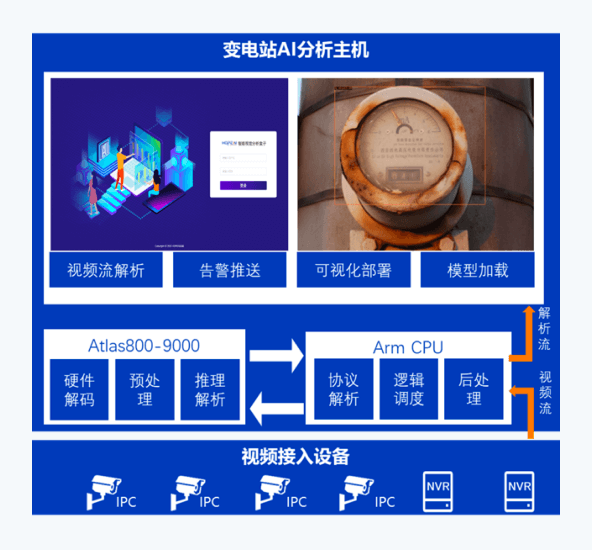 变电站AI分析主机
视频流解析
告警推送
可视化部署
模型加载
解析流
Atlas800-9000
硬件
解码
预处
理
推理
解析
Arm CPU
协议
解析
逻辑
调度
后处
理
视频流
视频接入设备
IPC
IPC
IPC
IPC
NVR
NVR